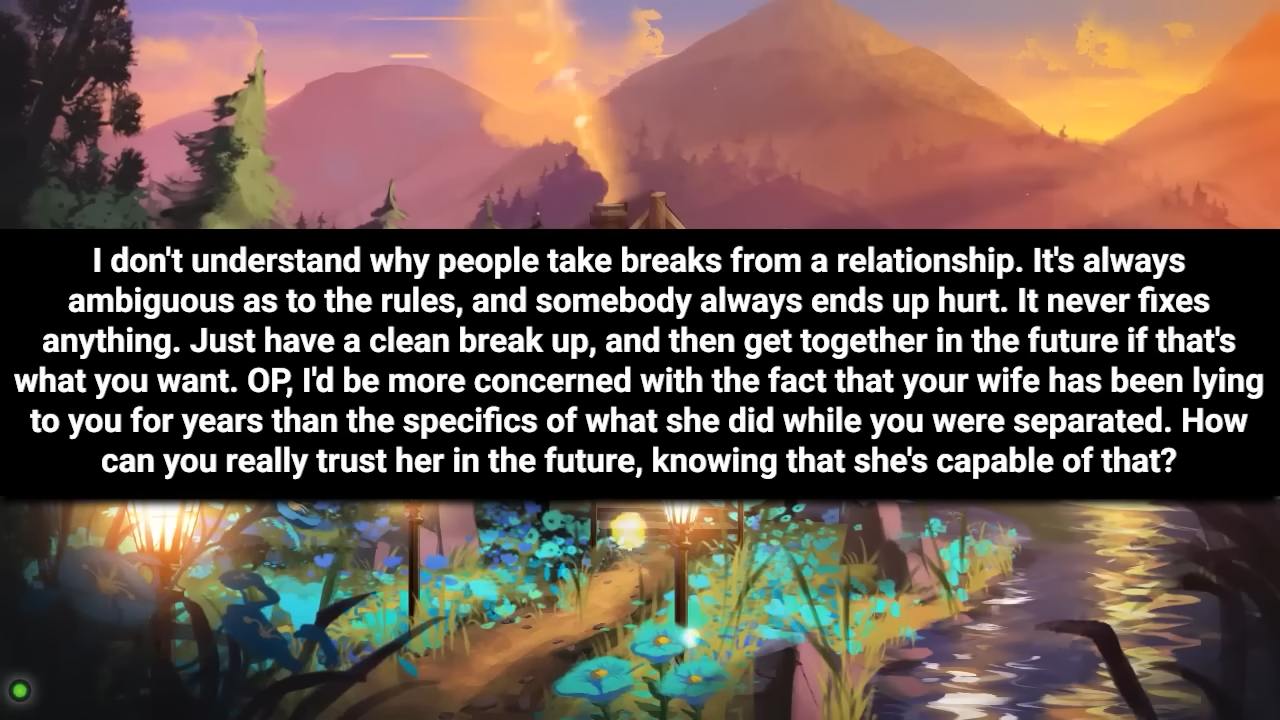 I don't understand why people take breaks from a relationship. It's always
ambiguous as to the rules, and somebody always ends up hurt. It never fixes
anything. Just have a clean break up, and then get together in the future if that's
what you want. OP, I'd be more concerned with the fact that your wife has been lying
to you for years than the specifics of what she did while you were separated. How
can you really trust her in the future, knowing that she's capable of that?